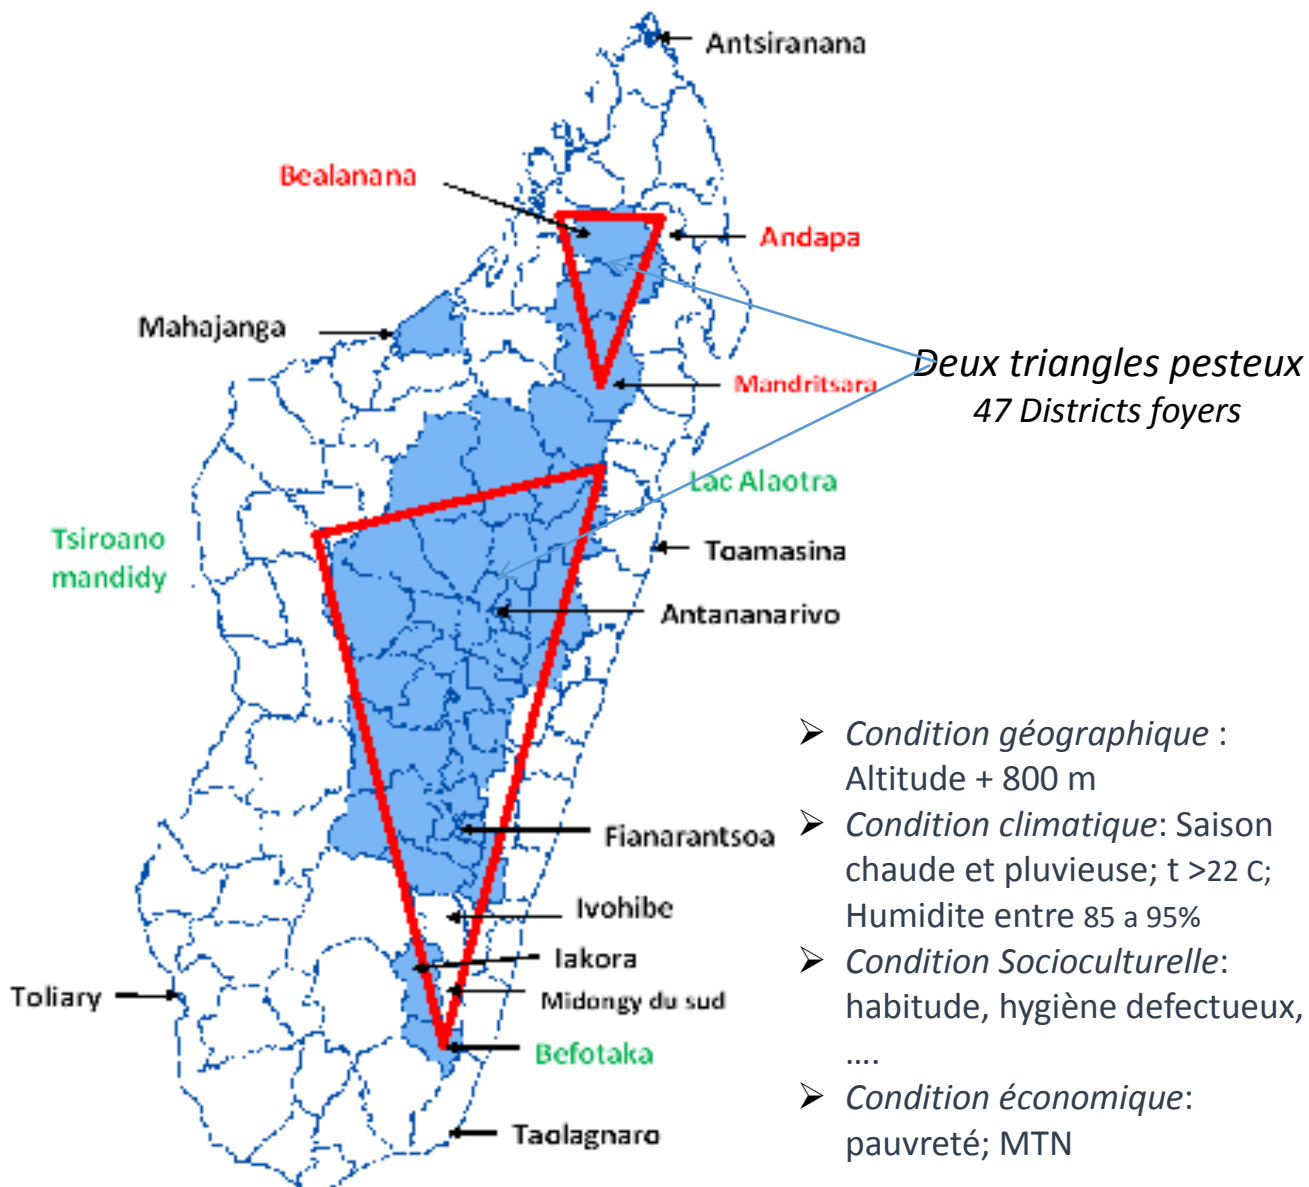 Antsiranana
Bealanana
Andapa
Mahajanga
Deux triangles pesteux
47 Districts foyers
Mandritsara
Lac Alaotra
Tsiroano
mandidy
Toamasina
Antananarivo
Fianarantsoa
Ivohibe
Iakora
Midongy du sud
Toliary
Befotaka
Taolagnaro
➤ Condition géographique :
Altitude + 800 m
➤ Condition climatique: Saison
chaude et pluvieuse; t >22 C;
Humidite entre 85 a 95%
➤ Condition Socioculturelle:
habitude, hygiène defectueux,
....
➤ Condition économique:
pauvreté; MTN